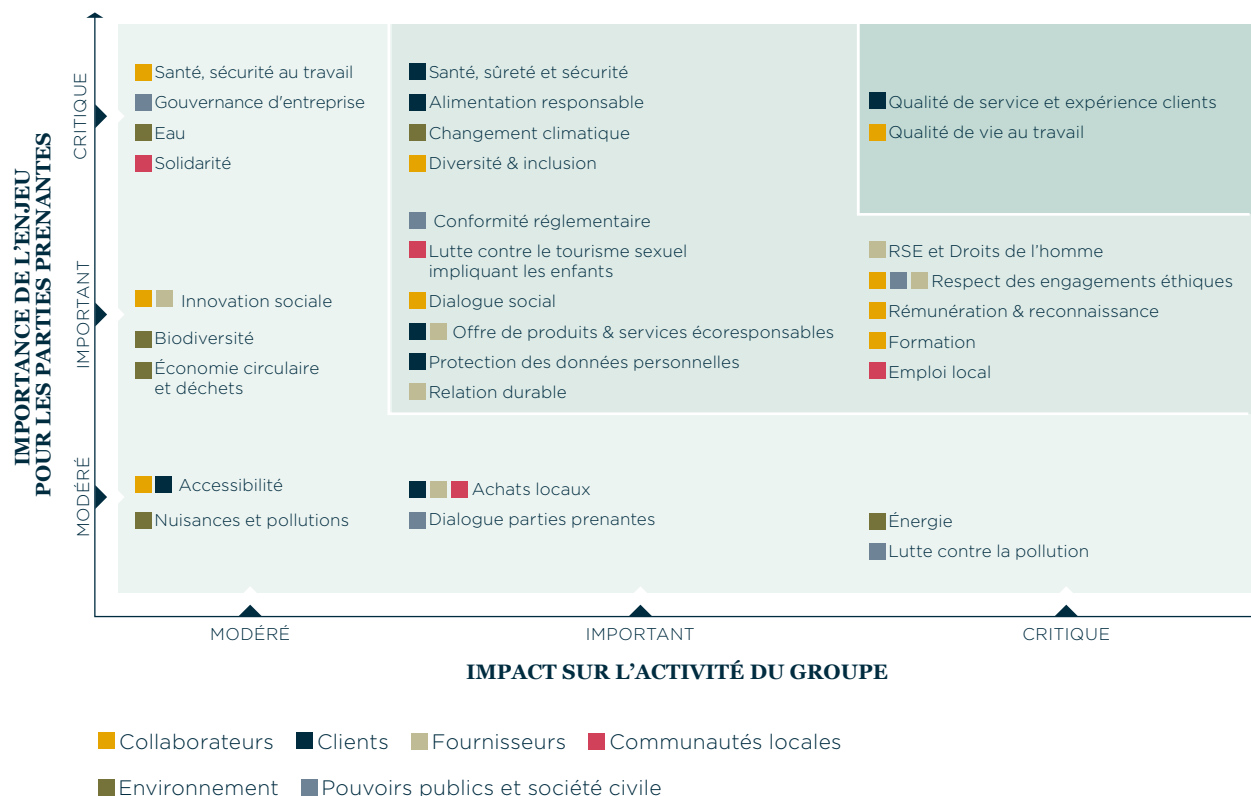 IMPORTANCE DE L'ENJEU
POUR LES PARTIES PRENANTES
CRITIQUE
Santé, sécurité au travail
Gouvernance d'entreprise
Eau
Solidarité
Santé, sûreté et sécurité
Alimentation responsable
Changement climatique
Diversité & inclusion
Qualité de service et expérience clients
Qualité de vie au travail
IMPORTANT
Innovation sociale
Biodiversité
Économie circulaire
et déchets
Conformité réglementaire
Lutte contre le tourisme sexuel
impliquant les enfants
Dialogue social
Offre de produits & services écoresponsables
Protection des données personnelles
Relation durable
RSE et Droits de l'homme
Respect des engagements éthiques
Rémunération & reconnaissance
Formation
Emploi local
MODÉRÉ
Accessibilité
Nuisances et pollutions
Achats locaux
Dialogue parties prenantes
Énergie
Lutte contre la pollution
MODÉRÉ
IMPORTANT
CRITIQUE
IMPACT SUR L'ACTIVITÉ DU GROUPE
Collaborateurs Clients Fournisseurs Communautés locales
Environnement Pouvoirs publics et société civile